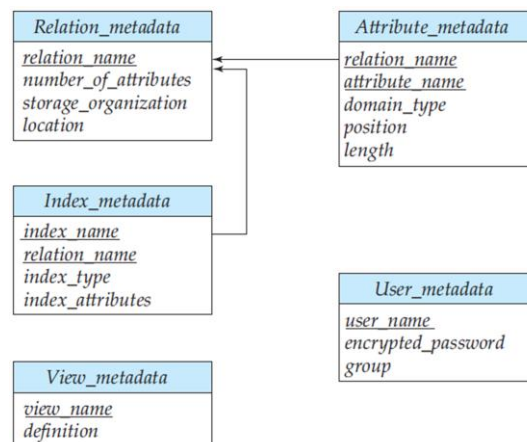 Relation_metadata
relation_name
number_of_attributes
storage_organization
location
Attribute_metadata
relation_name
attribute_name
domain_type
position
length
Index_metadata
index_name
relation_name
index_type
index_attributes
User_metadata
user_name
encrypted_password
group
View_metadata
view_name
definition